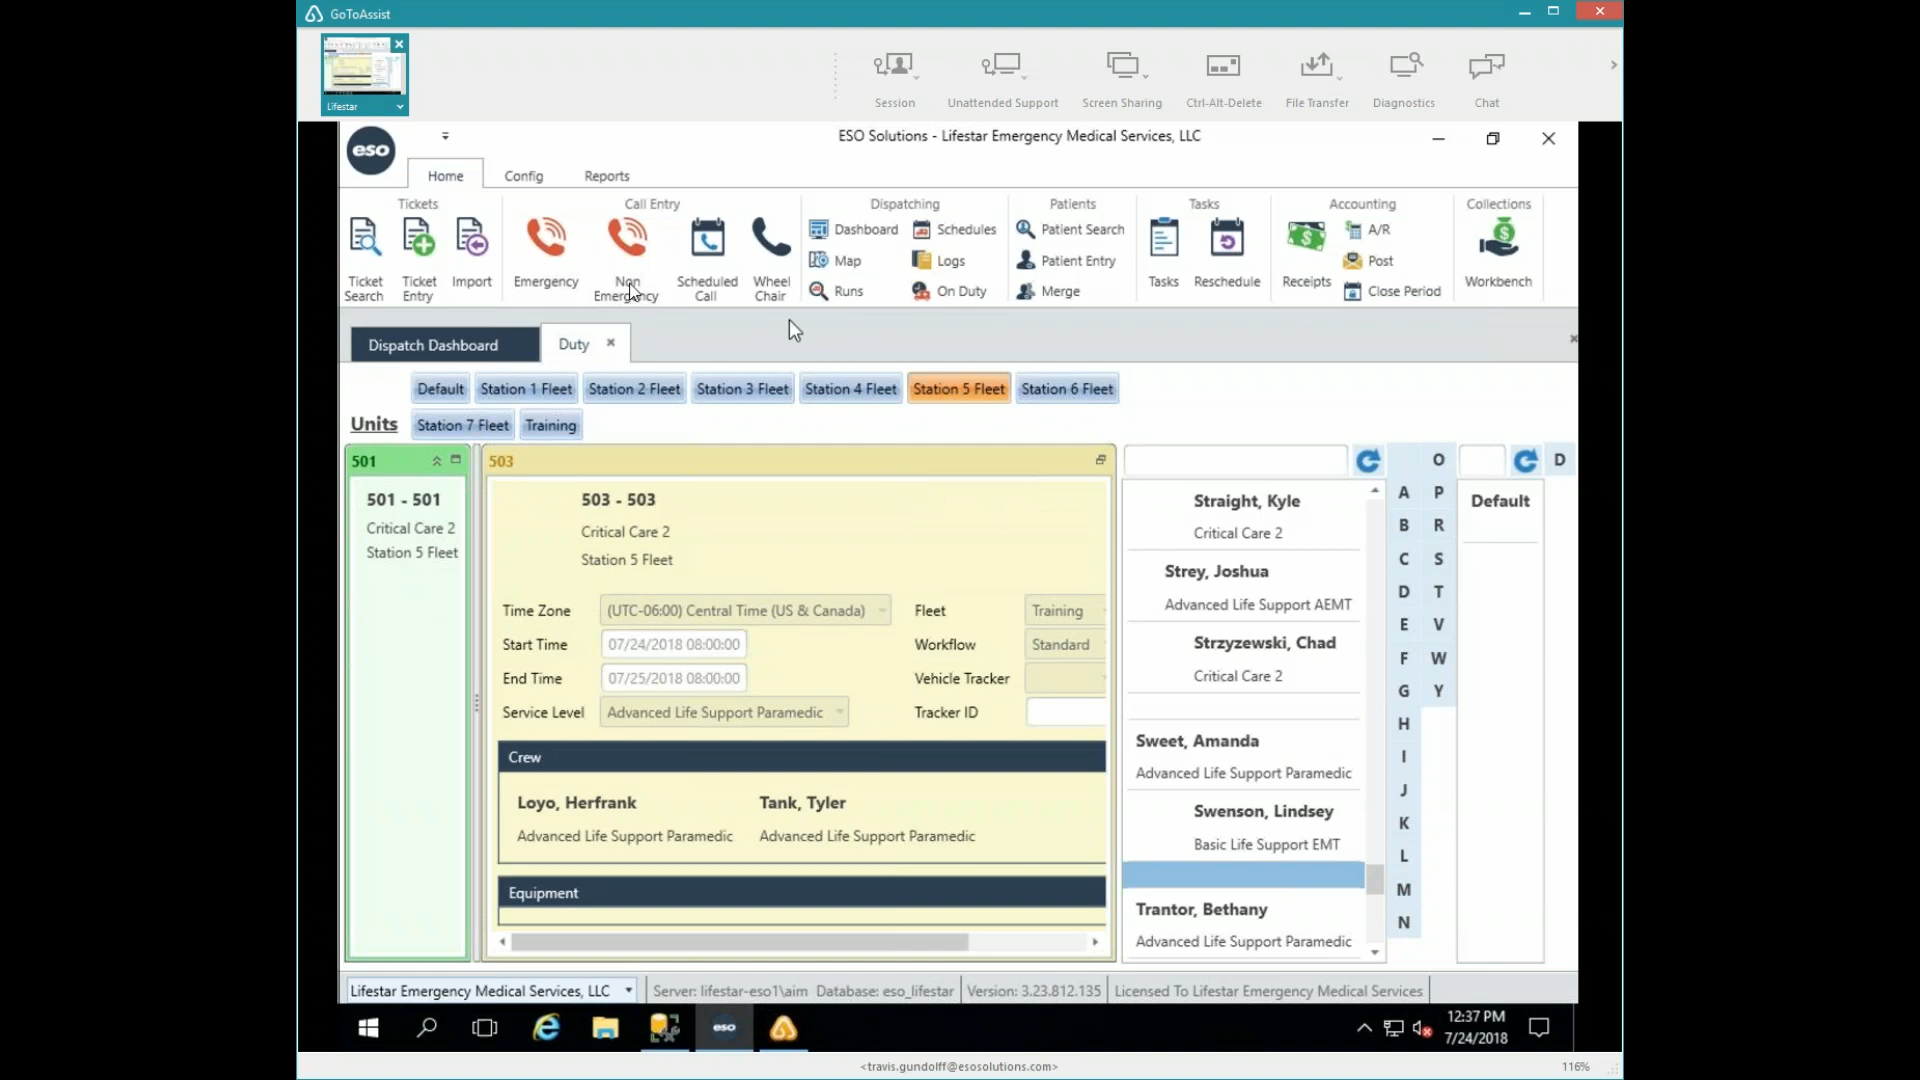 GoToAssist
Lifestar
Session
Unattended Support
Screen Sharing
Ctrl-Alt-Delete
File Transfer
Diagnostics
Chat
eso
ESO Solutions - Lifestar Emergency Medical Services, LLC
Home
Config
Reports
Tickets
Call Entry
Dispatching
Patients
Tasks
Accounting
Collections
Ticket
Search
Ticket
Entry
Import
Emergency
Non
Emergency
Scheduled
Call
Wheel
Chair
Dashboard
Schedules
Map
Logs
Runs
On Duty
Patient Search
Patient Entry
Merge
Tasks
Reschedule
Receipts
A/R
Post
Close Period
Workbench
Dispatch Dashboard
Duty
Default
Station 1 Fleet
Station 2 Fleet
Station 3 Fleet
Station 4 Fleet
Station 5 Fleet
Station 6 Fleet
Units
Station 7 Fleet
Training
501
501 - 501
Critical Care 2
Station 5 Fleet
503
503 - 503
Critical Care 2
Station 5 Fleet
Time Zone
(UTC-06:00) Central Time (US & Canada)
Fleet
Training
Start Time
07/24/2018 08:00:00
Workflow
Standard
End Time
07/25/2018 08:00:00
Vehicle Tracker
Service Level
Advanced Life Support Paramedic
Tracker ID
Crew
Loyo, Herfrank
Advanced Life Support Paramedic
Tank, Tyler
Advanced Life Support Paramedic
Equipment
Straight, Kyle
Critical Care 2
Strey, Joshua
Advanced Life Support AEMT
Strzyzewski, Chad
Critical Care 2
Sweet, Amanda
Advanced Life Support Paramedic
Swenson, Lindsey
Basic Life Support EMT
Trantor, Bethany
Advanced Life Support Paramedic
A
B
C
D
E
F
G
H
I
J
K
L
M
N
O
P
R
S
T
V
W
Y
D
Default
Lifestar Emergency Medical Services, LLC
Server: lifestar-eso1\aim Database: eso_lifestar
Version: 3.23.812.135
Licensed To Lifestar Emergency Medical Services
eso
12:37 PM
7/24/2018
<travis.gundolff@esosolutions.com>
116%